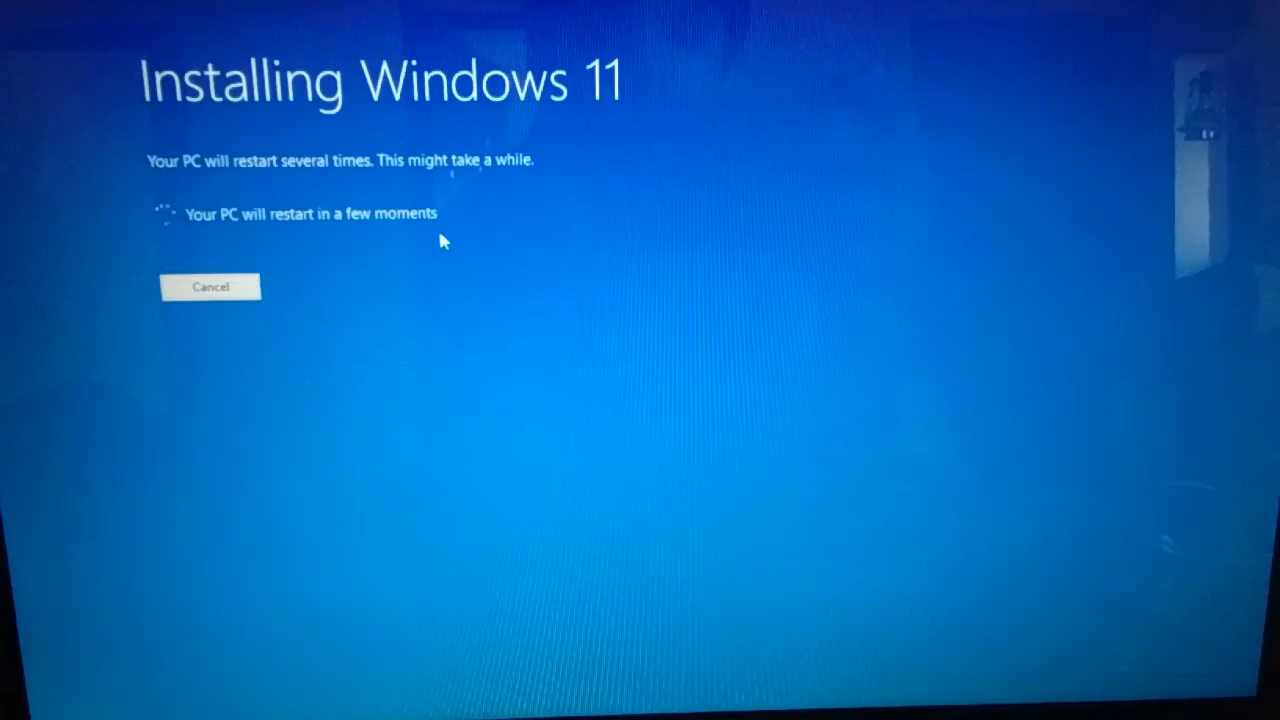 Installing Windows 11
Your PC will restart several times. This might take a while.
Your PC will restart in a few moments
Cancel